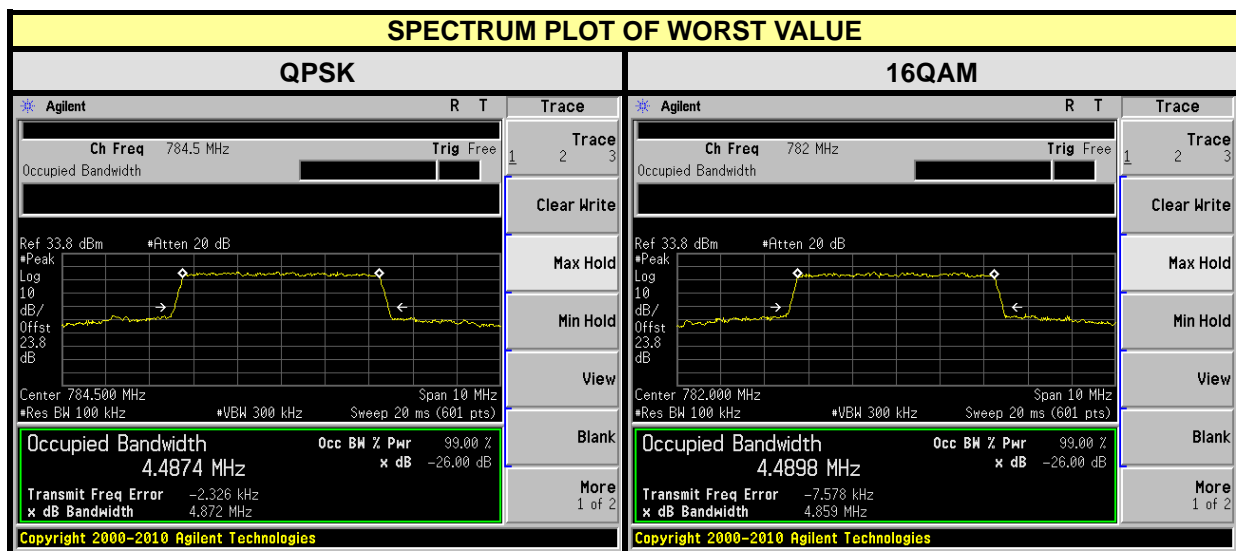 SPECTRUM PLOT OF WORST VALUE
QPSK
Agilent R T
Ch Freq 784.5 MHz Trig Free
Occupied Bandwidth
Ref 33.8 dBm #Atten 20 dB
#Peak
Log
10
dB/
Offst
23.8
dB
Center 784.500 MHz Span 10 MHz
#Res BW 100 kHz #VBW 300 kHz Sweep 20 ms (601 pts)
Occupied Bandwidth Occ BW % Pwr 99.00 %
4.4874 MHz x dB -26.00 dB
Transmit Freq Error -2.326 kHz
x dB Bandwidth 4.872 MHz
Copyright 2000-2010 Agilent Technologies
Trace
Trace
1 2 3
Clear Write
Max Hold
Min Hold
View
Blank
More
1 of 2
16QAM
Agilent R T
Ch Freq 782 MHz Trig Free
Occupied Bandwidth
Ref 33.8 dBm #Atten 20 dB
#Peak
Log
10
dB/
Offst
23.8
dB
Center 782.000 MHz Span 10 MHz
#Res BW 100 kHz #VBW 300 kHz Sweep 20 ms (601 pts)
Occupied Bandwidth Occ BW % Pwr 99.00 %
4.4898 MHz x dB -26.00 dB
Transmit Freq Error -7.578 kHz
x dB Bandwidth 4.859 MHz
Copyright 2000-2010 Agilent Technologies
Trace
Trace
1 2 3
Clear Write
Max Hold
Min Hold
View
Blank
More
1 of 2